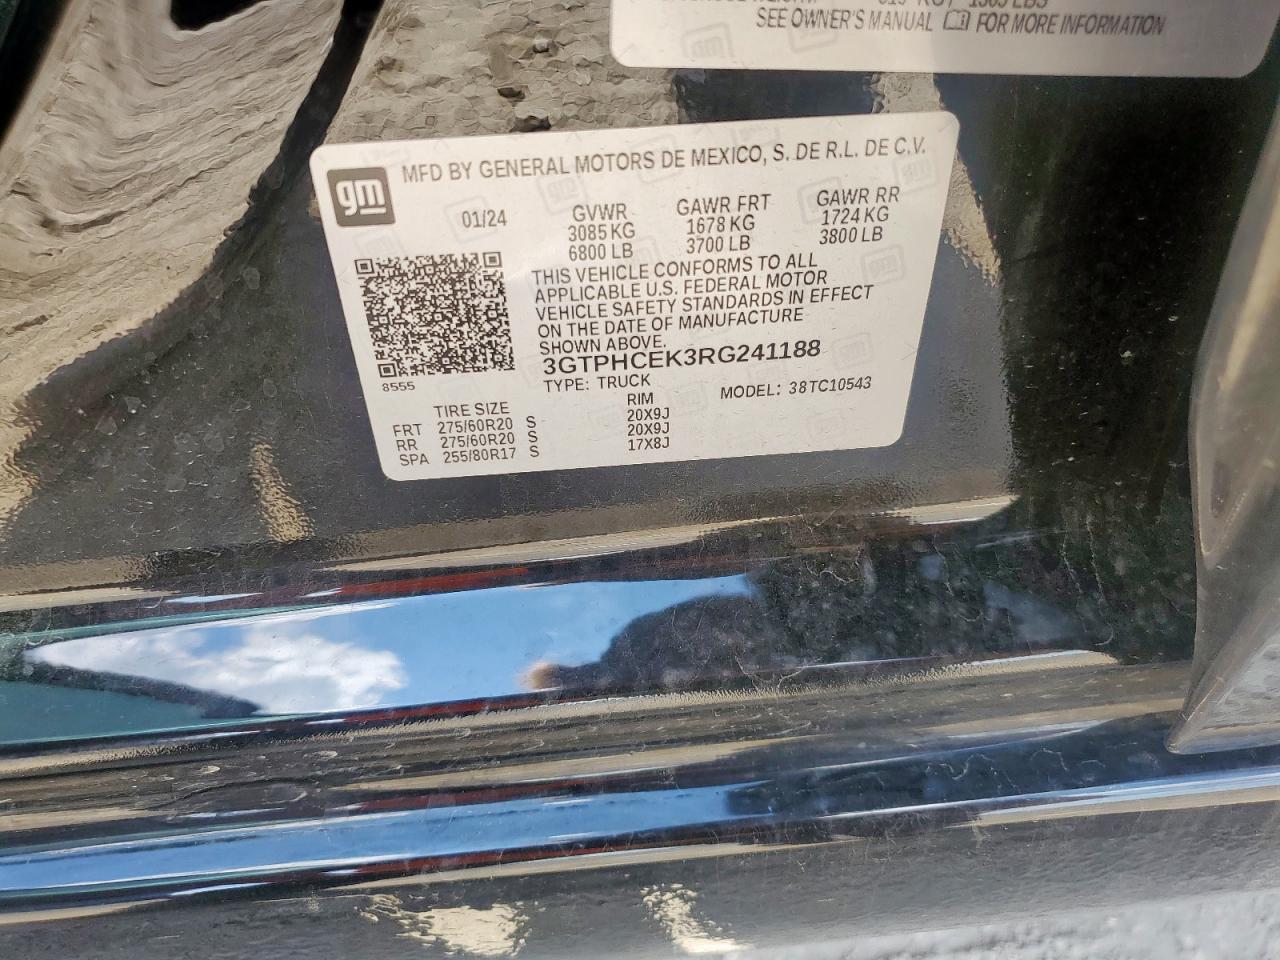 SEE OWNER'S MANUAL FOR MORE INFORMATION
gm
MFD BY GENERAL MOTORS DE MEXICO, S. DE R.L. DE C.V.
01/24 GVWR GAWR FRT GAWR RR
3085 KG 1678 KG 1724 KG
6800 LB 3700 LB 3800 LB
THIS VEHICLE CONFORMS TO ALL
APPLICABLE U.S. FEDERAL MOTOR
VEHICLE SAFETY STANDARDS IN EFFECT
ON THE DATE OF MANUFACTURE
SHOWN ABOVE.
3GTPHCEK3RG241188
8555
TYPE: TRUCK MODEL: 38TC10543
TIRE SIZE RIM
FRT 275/60R20 S 20X9J
RR 275/60R20 S 20X9J
SPA 255/80R17 S 17X8J